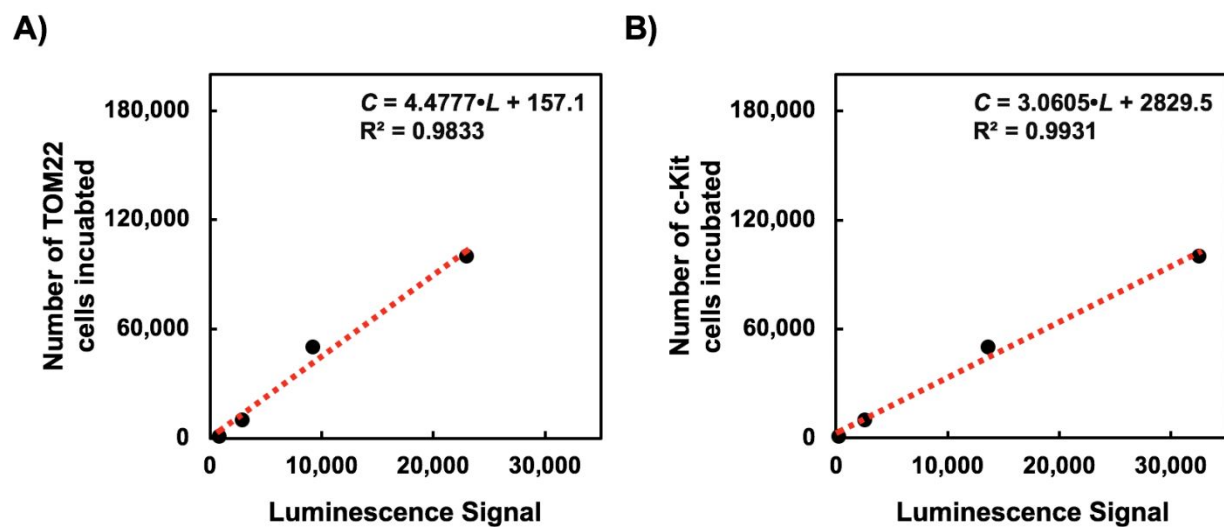 A)
C = 4.4777•L + 157.1
R² = 0.9833
180,000
120,000
60,000
0
Number of TOM22
cells incuabted
0 10,000 20,000 30,000
Luminescence Signal
B)
C = 3.0605•L + 2829.5
R² = 0.9931
180,000
120,000
60,000
0
Number of c-Kit
cells incubated
0 10,000 20,000 30,000
Luminescence Signal